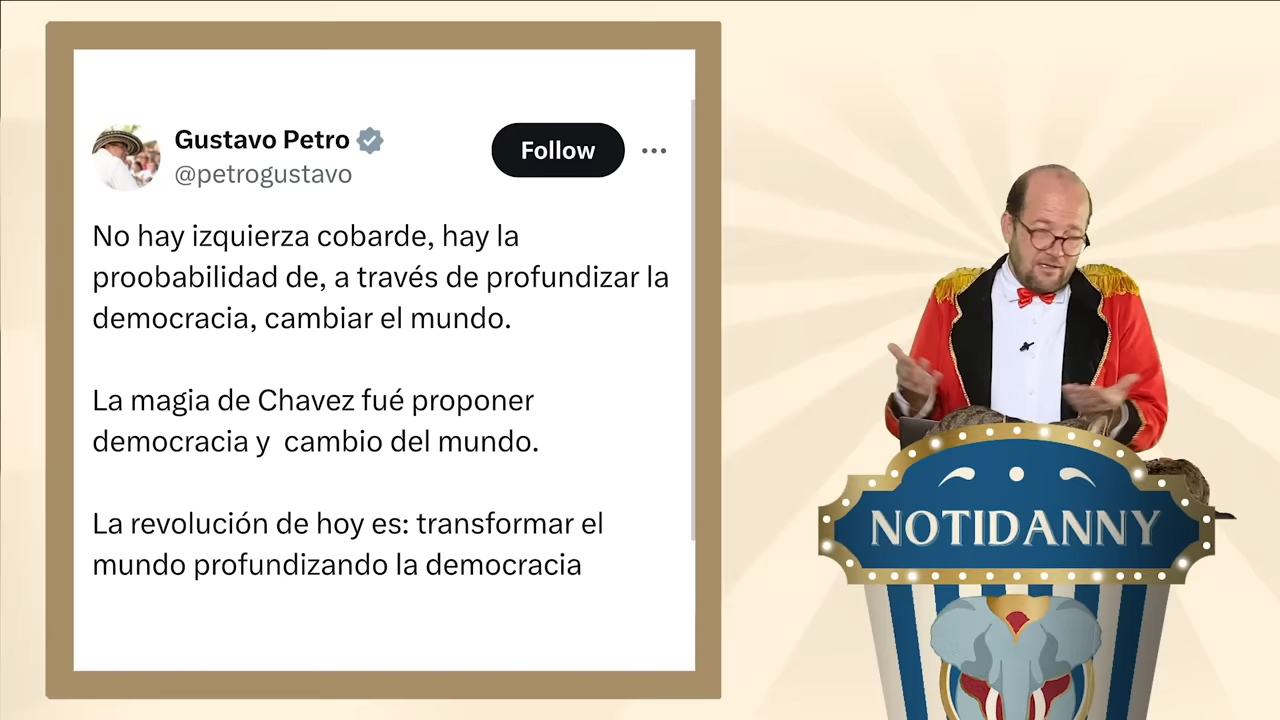 Gustavo Petro
@petrogustavo
Follow
No hay izquierza cobarde, hay la
proobabilidad de, a través de profundizar la
democracia, cambiar el mundo.
La magia de Chavez fué proponer
democracia y  cambio del mundo.
La revolución de hoy es: transformar el
mundo profundizando la democracia
NOTIDANNY